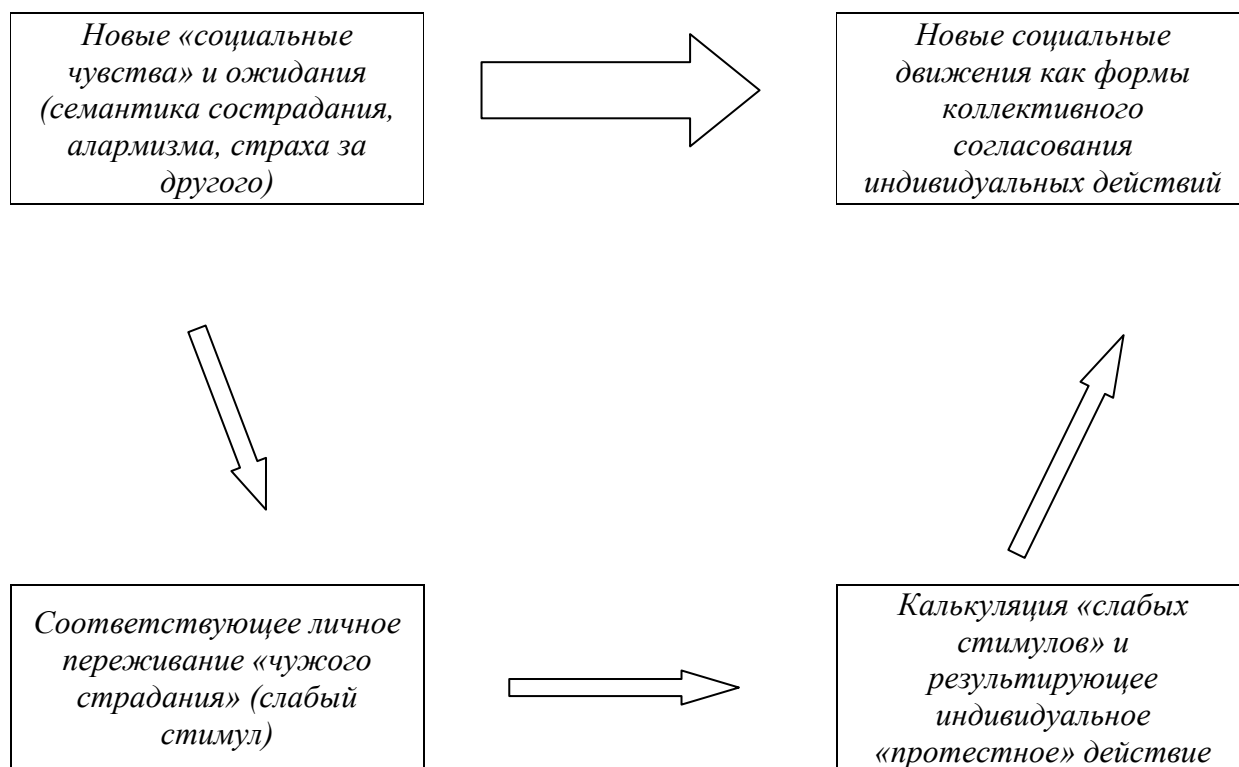 Новые «социальные
чувства» и ожидания
(семантика сострадания,
алармизма, страха за
другого)
Новые социальные
движения как формы
коллективного
согласования
индивидуальных действий
Соответствующее личное
переживание «чужого
страдания» (слабый
стимул)
Калькуляция «слабых
стимулов» и
результирующее
индивидуальное
«протестное» действие